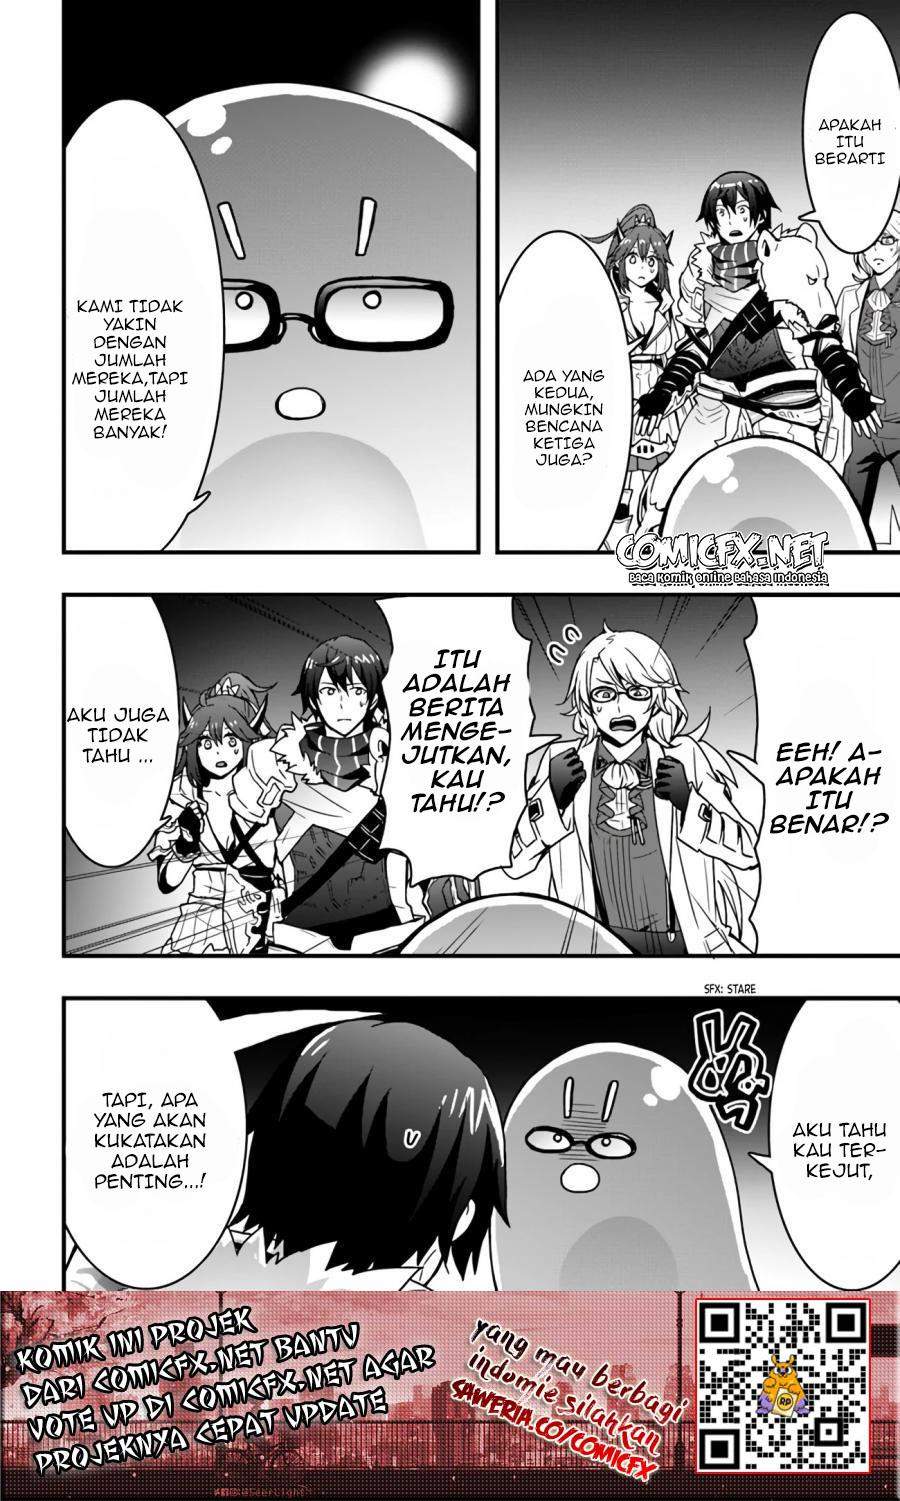 APAKAH
ITU
BERARTI
ADA YANG
KEDUA,
MUNGKIN
BENCANA
KETIGA
JUGA?
KAMI TIDAK
YAKIN
DENGAN
JUMLAH
MEREKA,TAPI
JUMLAH
MEREKA
BANYAK!
COMICFX.NET
Baca Komik Online Bahasa Indonesia
EEH! A-
APAKAH
ITU
BENAR!?
ITU
ADALAH
BERITA
MENGE-
JUTKAN,
KAU
TAHU!?
AKU JUGA
TIDAK
TAHU ...
SFX: STARE
AKU TAHU
KAU TER-
KEJUT,
TAPI, APA
YANG AKAN
KUKATAKAN
ADALAH
PENTING...!
KOMIK INI PROJEK
DARI COMICFX.NET BANTU
VOTE UP DI COMICFX.NET AGAR
PROJEKNYA CEPAT UPDATE
yang mau berbagi
indomie silahkan
SAWERIA.CO/COMICFX
RP